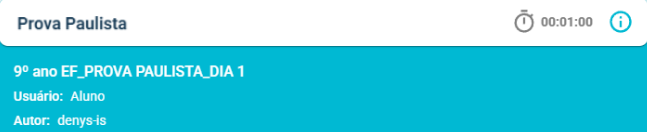 Prova Paulista 00:01:00
9º ano EF_PROVA PAULISTA_DIA 1
Usuário: Aluno
Autor: denys-is